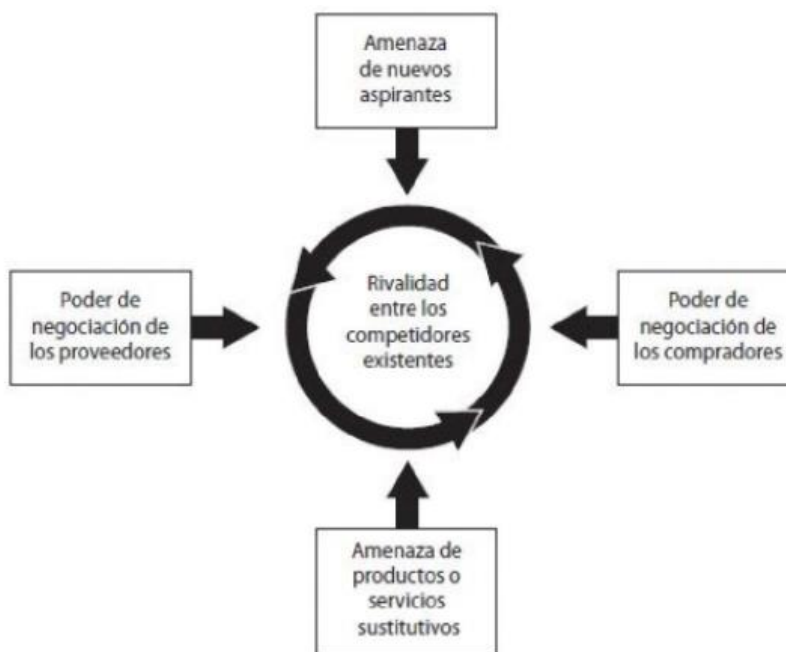 Amenaza
de nuevos
aspirantes
Poder de
negociación de
los proveedores
Rivalidad
entre los
competidores
existentes
Poder de
negociación de
los compradores
Amenaza de
productos o
servicios
sustitutivos